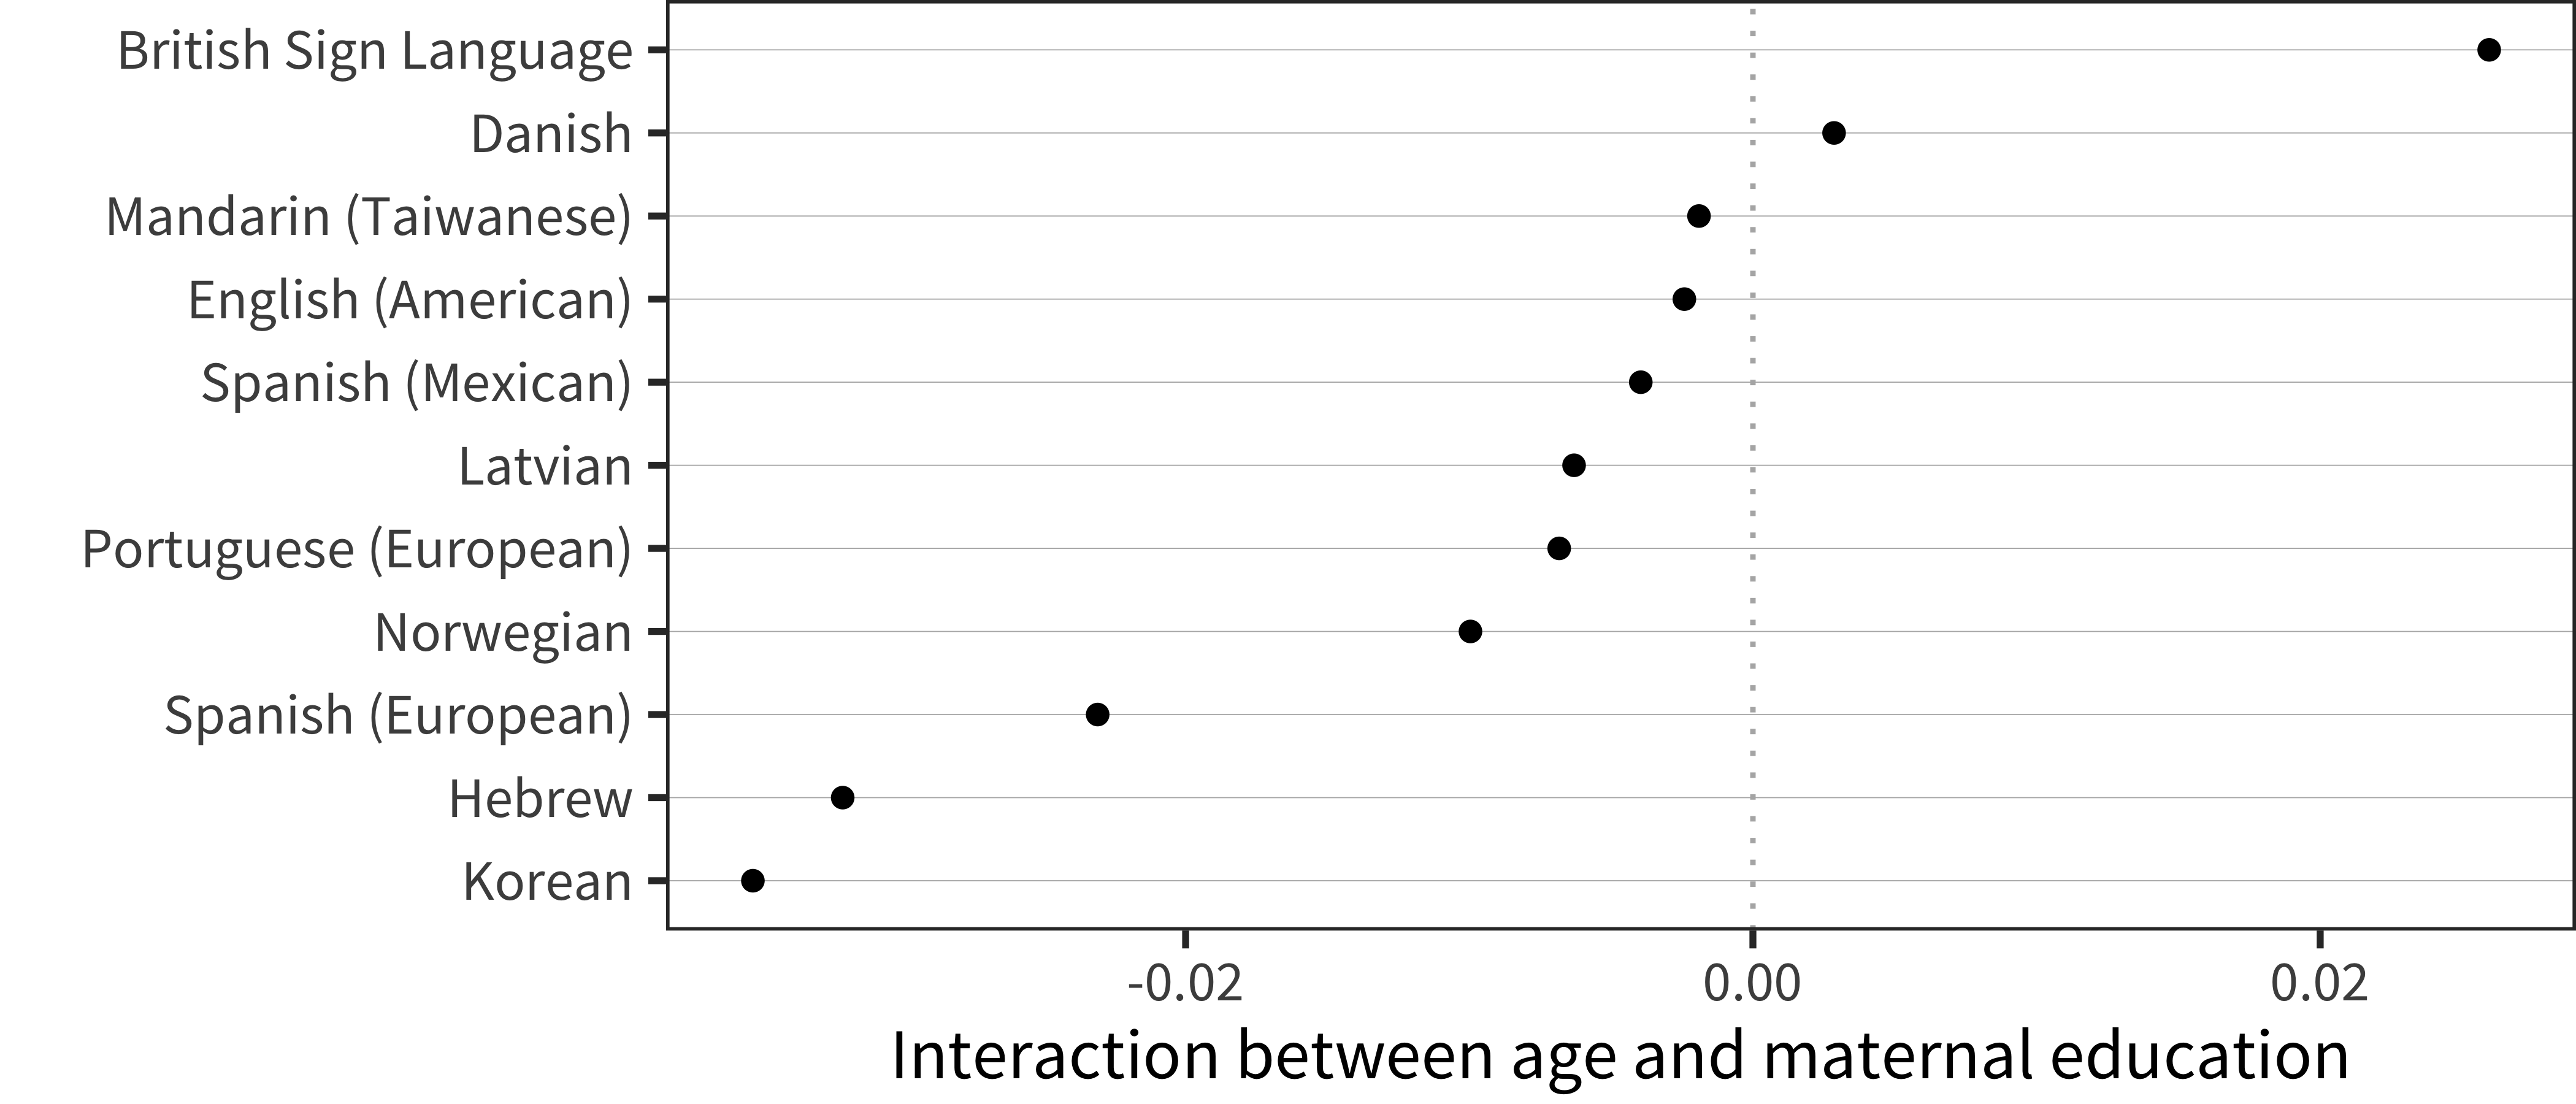 British Sign Language
Danish
Mandarin (Taiwanese)
English (American)
Spanish (Mexican)
Latvian
Portuguese (European)
Norwegian
Spanish (European)
Hebrew
Korean
-0.02 0.00 0.02
Interaction between age and maternal education